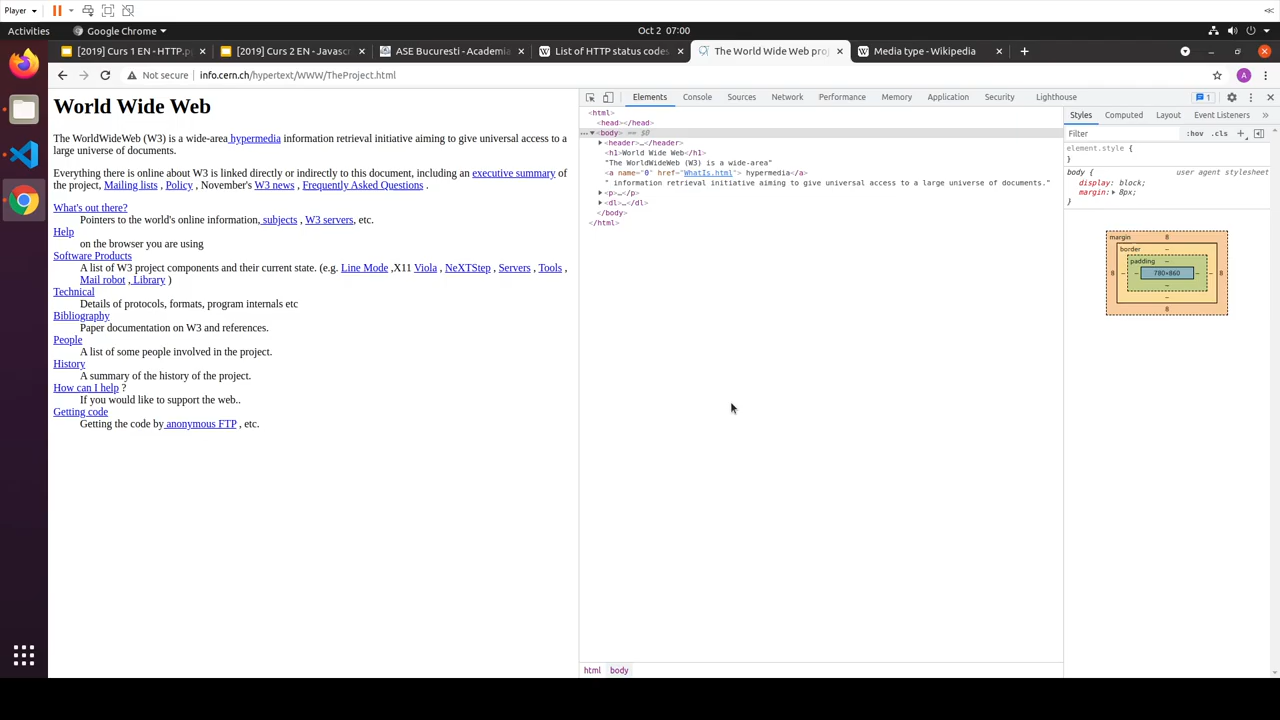 Player
Activities
Google Chrome
Oct 2 07:00
[2019] Curs 1 EN - HTTP.p
[2019] Curs 2 EN - Javasc
ASE Bucuresti - Academia
List of HTTP status codes
The World Wide Web pro
Media type - Wikipedia
Not secure
info.cern.ch/hypertext/WWW/TheProject.html
A
World Wide Web
The WorldWideWeb (W3) is a wide-area hypermedia information retrieval initiative aiming to give universal access to a
large universe of documents.
Everything there is online about W3 is linked directly or indirectly to this document, including an executive summary of
the project, Mailing lists , Policy , November's W3 news , Frequently Asked Questions .
What's out there?
Pointers to the world's online information, subjects , W3 servers, etc.
Help
on the browser you are using
Software Products
A list of W3 project components and their current state. (e.g. Line Mode ,X11 Viola , NeXTStep , Servers , Tools ,
Mail robot , Library )
Technical
Details of protocols, formats, program internals etc
Bibliography
Paper documentation on W3 and references.
People
A list of some people involved in the project.
History
A summary of the history of the project.
How can I help ?
If you would like to support the web..
Getting code
Getting the code by anonymous FTP , etc.
Elements Console Sources Network Performance Memory Application Security Lighthouse
1
<html>
<head></head>
<body> == $0
<header>…</header>
<h1>World Wide Web</h1>
"The WorldWideWeb (W3) is a wide-area"
<a name="0" href="WhatIs.html"> hypermedia</a>
" information retrieval initiative aiming to give universal access to a large universe of documents."
<p>…</p>
<dl>…</dl>
</body>
</html>
html body
Styles Computed Layout Event Listeners
Filter
:hov .cls
element.style {
}
body {
user agent stylesheet
display: block;
margin: 8px;
}
margin 8
border –
padding –
8 – – 780×860 – – 8
–
–
8